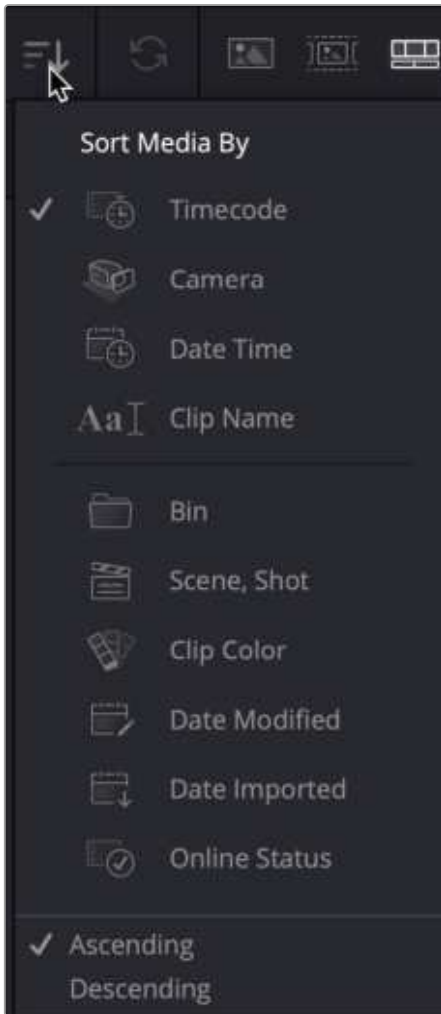 Sort Media By
Timecode
Camera
Date Time
Aa Clip Name
Bin
Scene, Shot
Clip Color
Date Modified
Date Imported
Online Status
Ascending
Descending